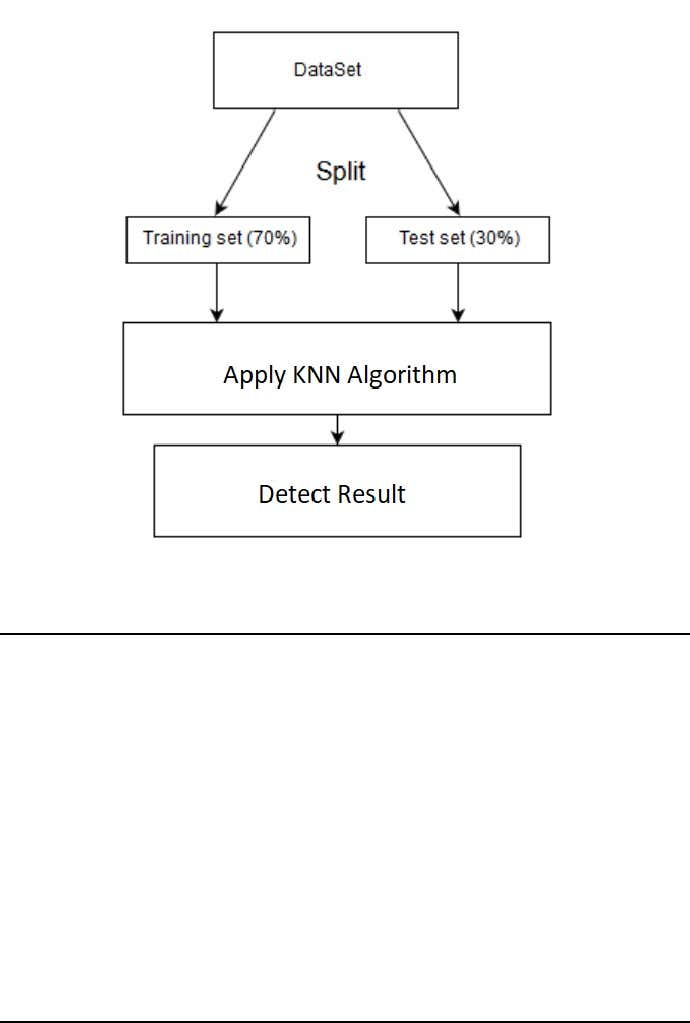 DataSet
Split
Training set (70%)
Test set (30%)
Apply KNN Algorithm
Detect Result